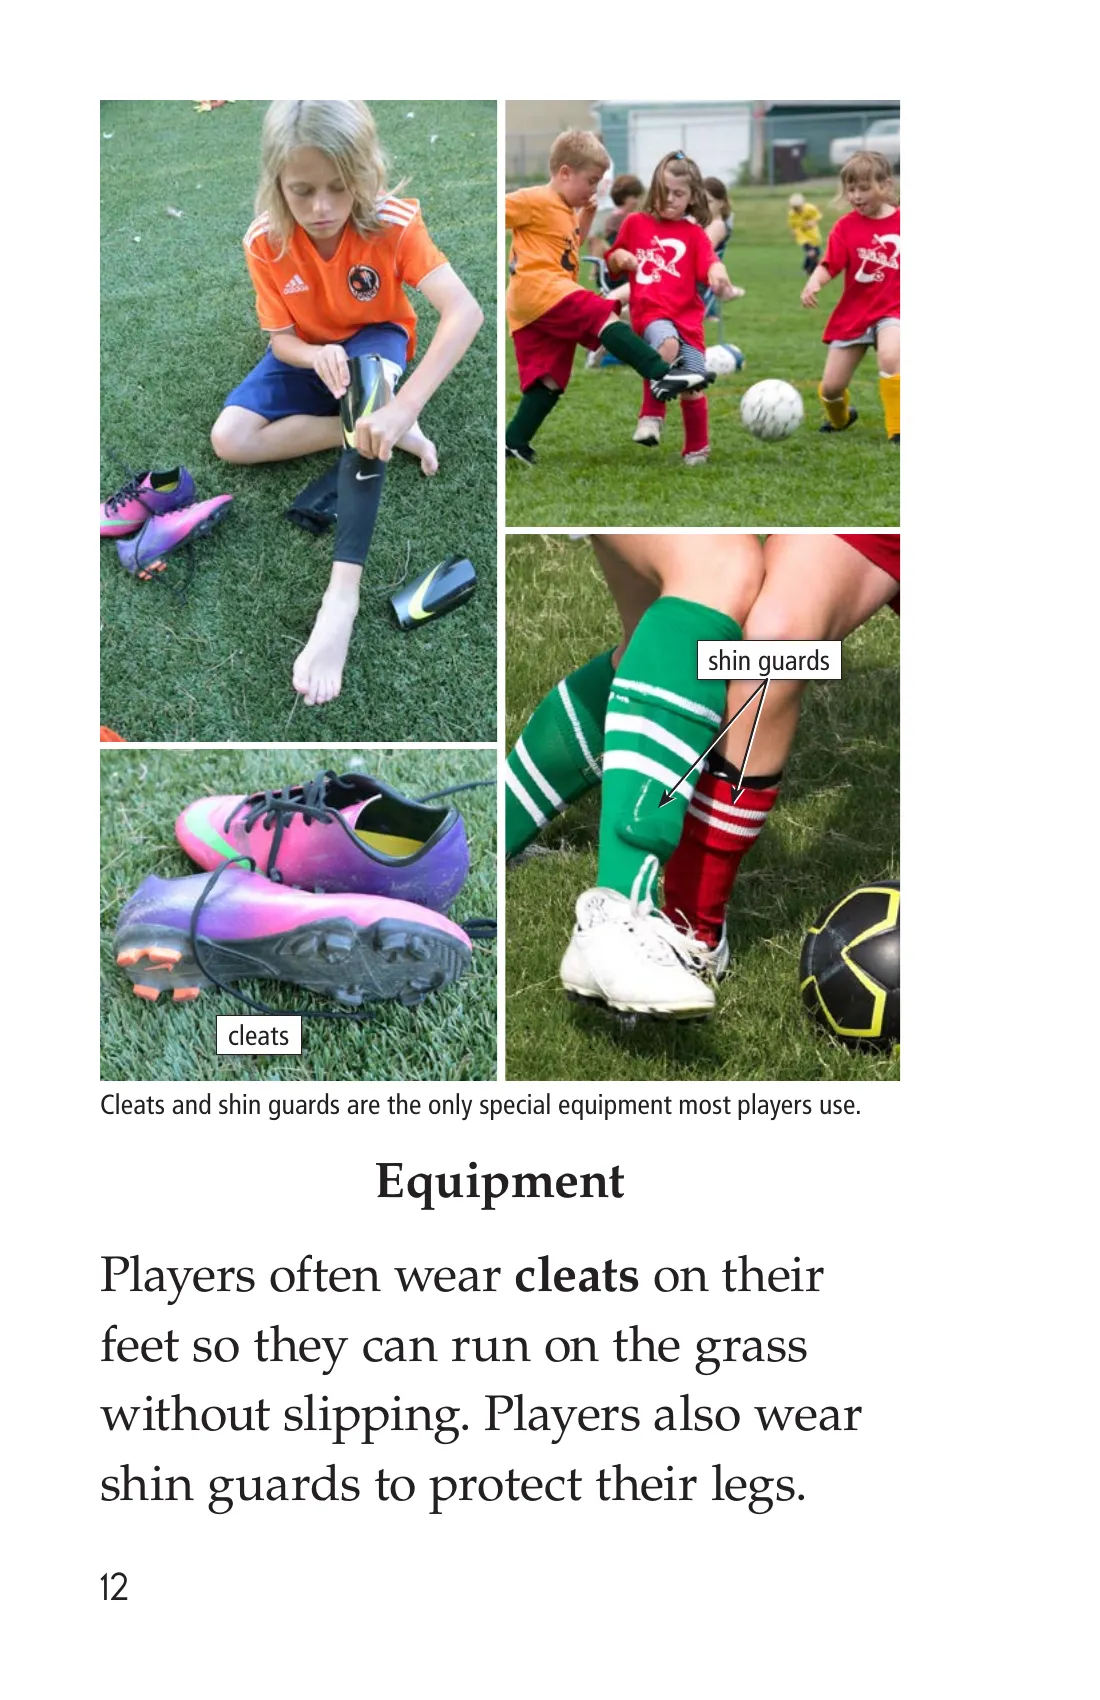 adidas
shin guards
cleats
Cleats and shin guards are the only special equipment most players use.
Equipment
Players often wear cleats on their
feet so they can run on the grass
without slipping. Players also wear
shin guards to protect their legs.
12